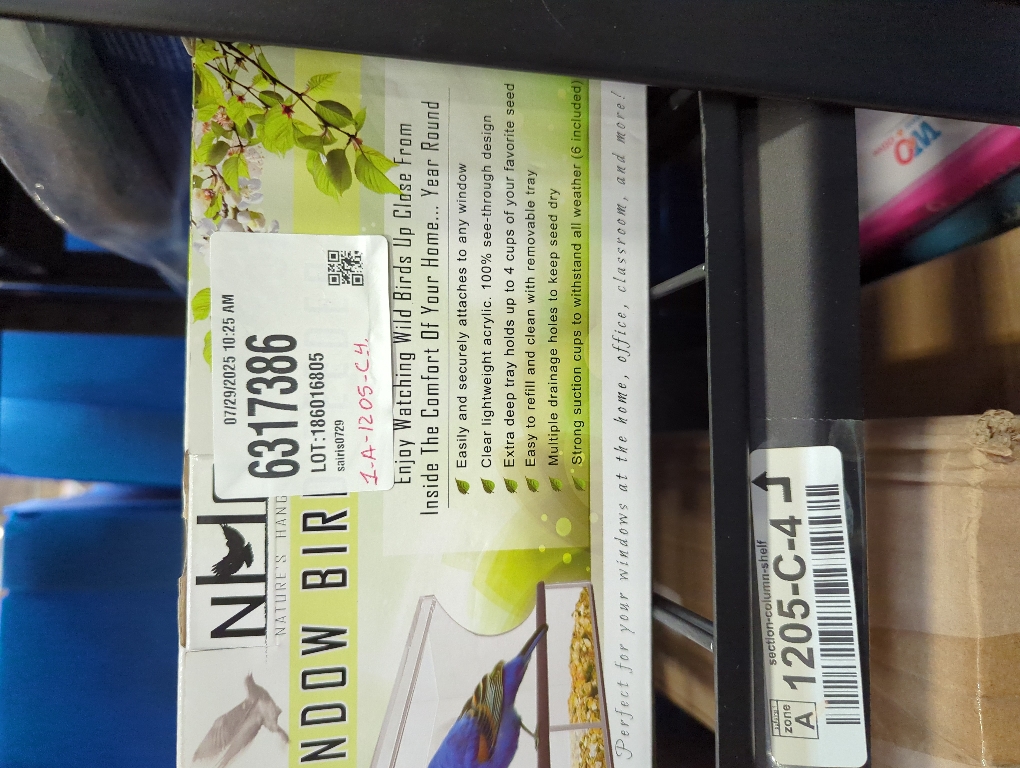 NH
NATURE'S HANG
NDOW BIR
07/29/2025 10:25 AM
6317386
LOT:186016805
sairis0729
1-A-1205-C-4
Enjoy Watching Wild Birds Up Close From
Inside The Comfort Of Your Home... Year Round
Easily and securely attaches to any window
Clear lightweight acrylic. 100% see-through design
Extra deep tray holds up to 4 cups of your favorite seed
Easy to refill and clean with removable tray
Multiple drainage holes to keep seed dry
Strong suction cups to withstand all weather (6 included)
Perfect for your windows at the home, office, classroom, and more!
section-column-shelf
zone
A
1205-C-4